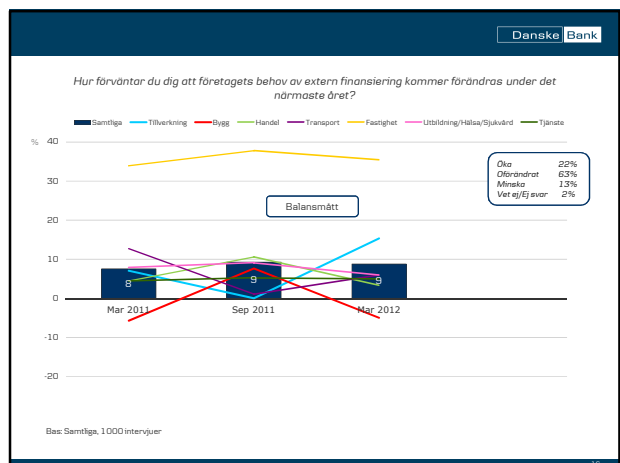 Danske Bank
Hur förväntar du dig att företagets behov av extern finansiering kommer förändras under det
närmaste året?
Samtliga Tillverkning Bygg Handel Transport Fastighet Utbildning/Hälsa/Sjukvård Tjänste
%
40
30
20
10
0
-10
-20
Öka 22%
Oförändrat 63%
Minska 13%
Vet ej/Ej svar 2%
Balansmått
8 9 9
Mar 2011 Sep 2011 Mar 2012
Bas: Samtliga, 1000 intervjuer